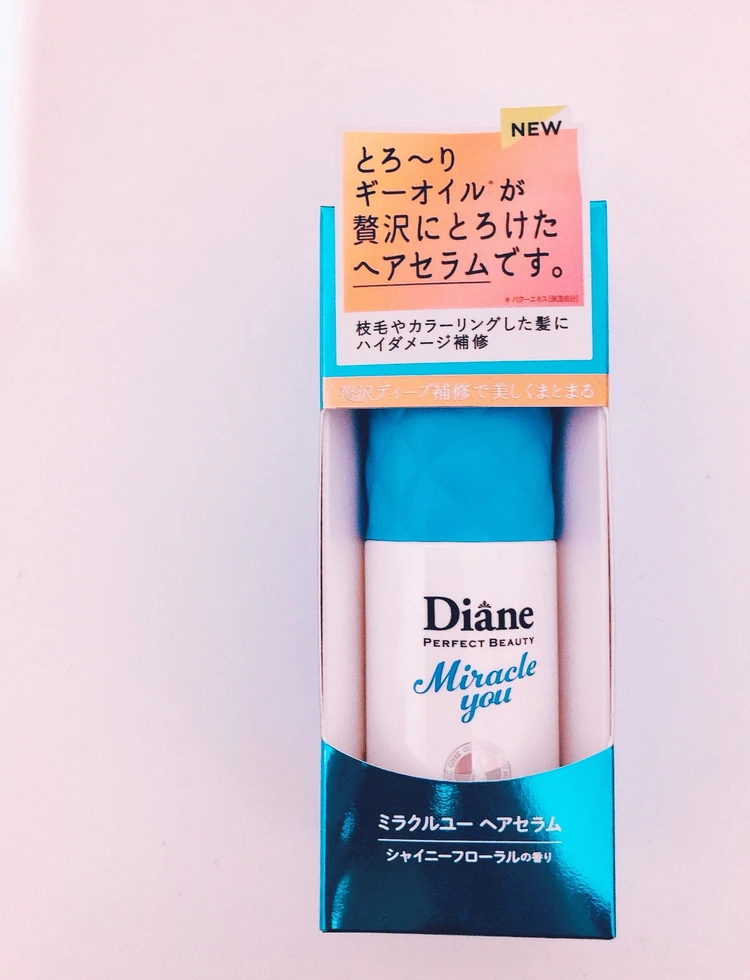 NEW
とろ～り
ギーオイル*が
贅沢にとろけた
ヘアセラムです。
＊バターエキス(保湿成分)
枝毛やカラーリングした髪に
ハイダメージ補修
贅沢ディープ補修で美しくまとまる
Diane
PERFECT BEAUTY
Miracle
you
ミラクルユー ヘアセラム
シャイニーフローラルの香り